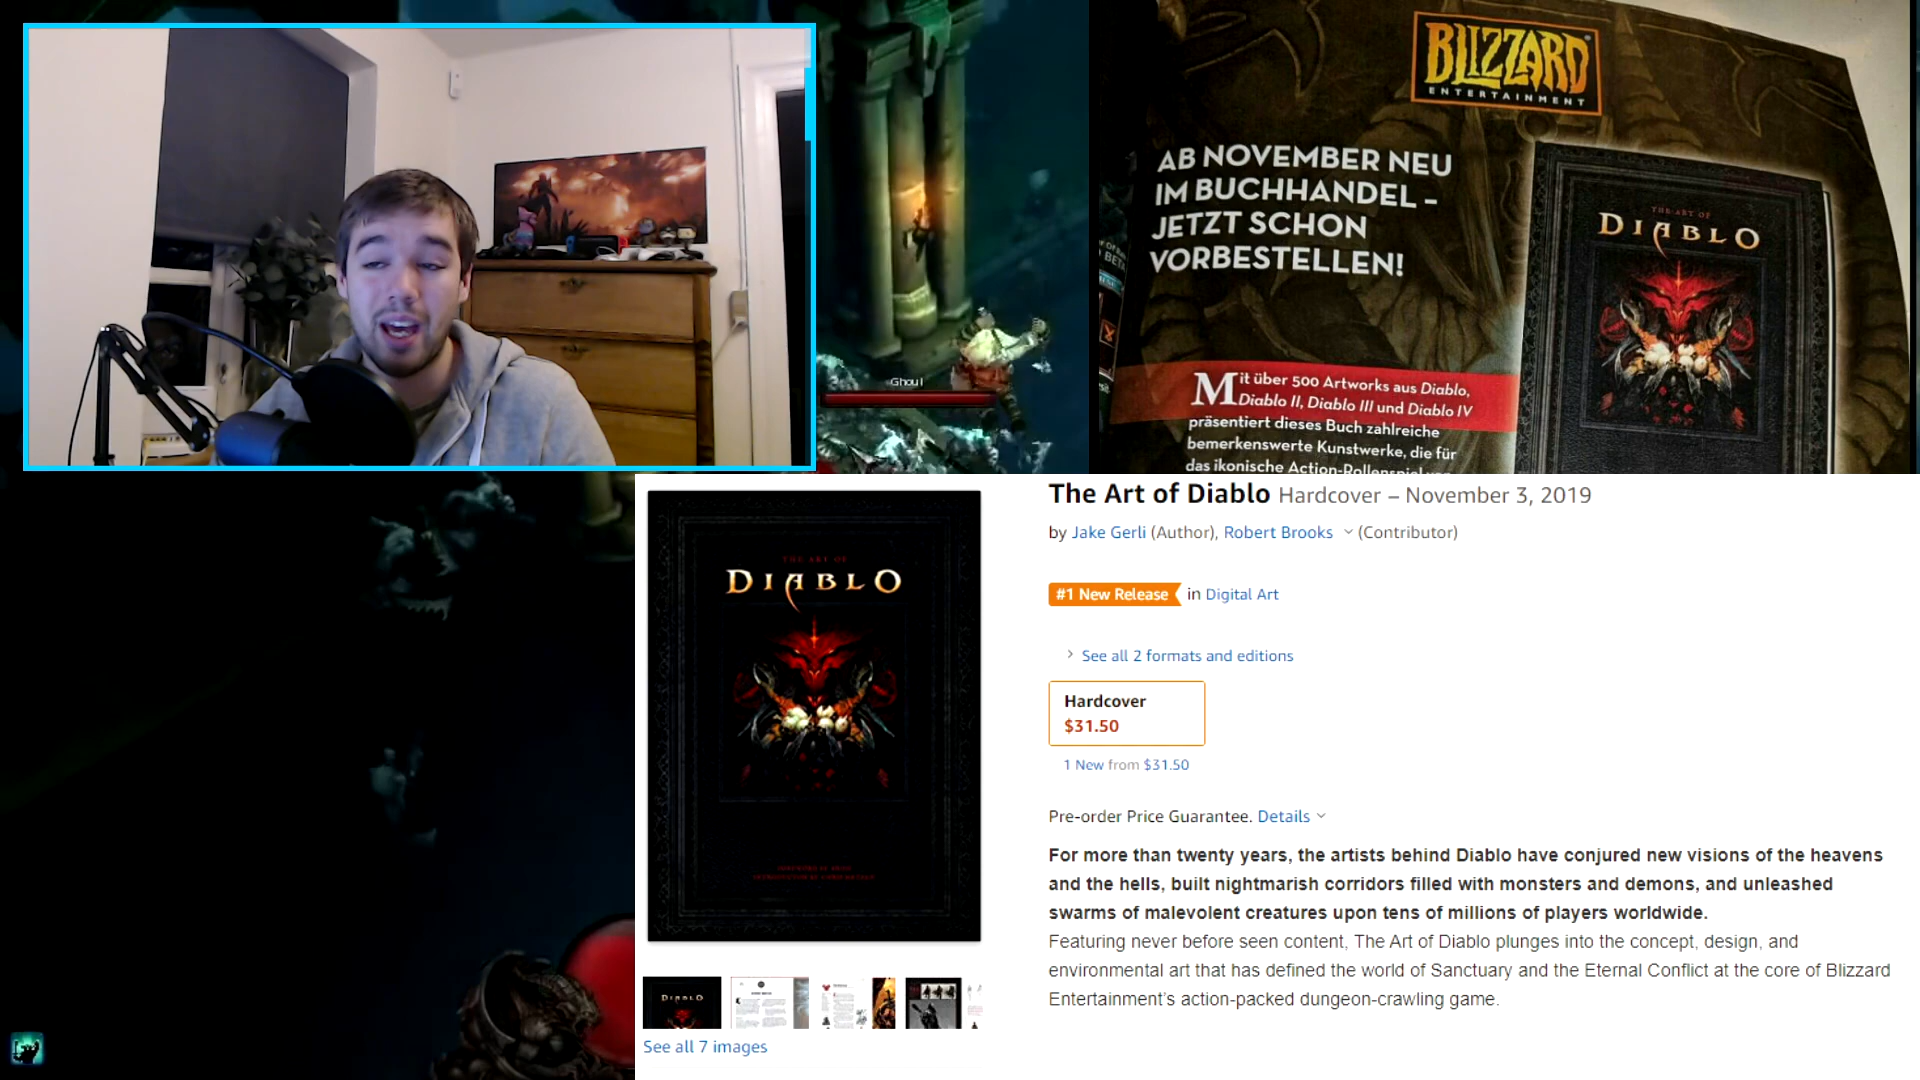 BLIZZARD
ENTERTAINMENT
AB NOVEMBER NEU
IM BUCHHANDEL –
JETZT SCHON
VORBESTELLEN!
THE ART OF
DIABLO
Mit über 500 Artworks aus Diablo,
Diablo II, Diablo III und Diablo IV
präsentiert dieses Buch zahlreiche
bemerkenswerte Kunstwerke, die für
das ikonische Action-Rollenspiel von
Ghoul
THE ART OF
DIABLO
DIABLO
See all 7 images
The Art of Diablo Hardcover – November 3, 2019
by Jake Gerli (Author), Robert Brooks (Contributor)
#1 New Release in Digital Art
See all 2 formats and editions
Hardcover
$31.50
1 New from $31.50
Pre-order Price Guarantee. Details
For more than twenty years, the artists behind Diablo have conjured new visions of the heavens
and the hells, built nightmarish corridors filled with monsters and demons, and unleashed
swarms of malevolent creatures upon tens of millions of players worldwide.
Featuring never before seen content, The Art of Diablo plunges into the concept, design, and
environmental art that has defined the world of Sanctuary and the Eternal Conflict at the core of Blizzard
Entertainment’s action-packed dungeon-crawling game.